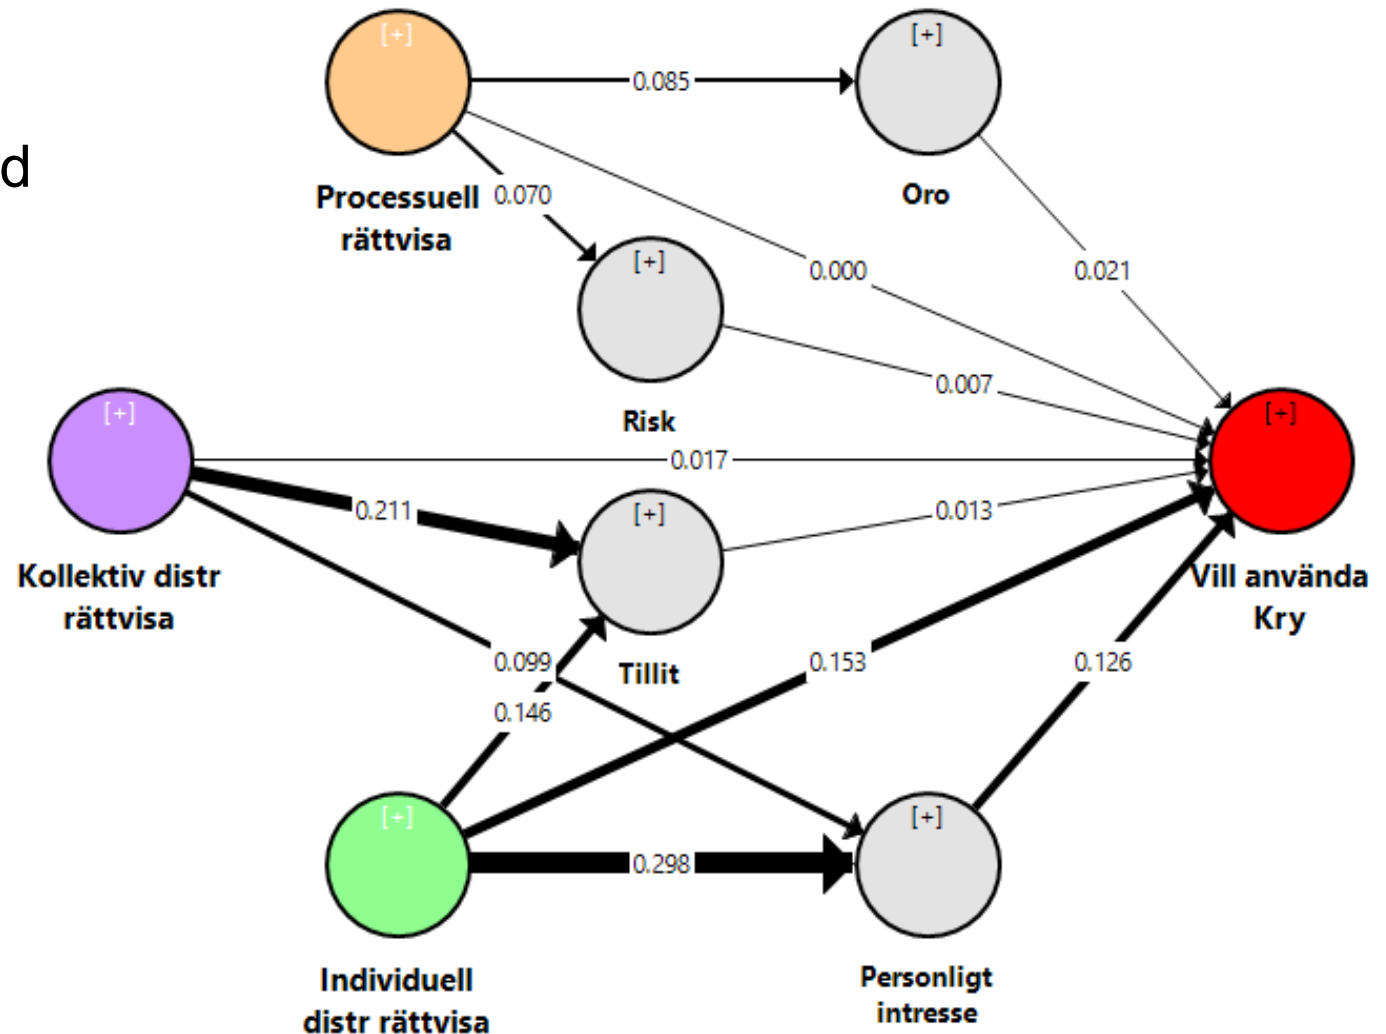 [+]
[+]
0.085
d
Processuell
rättvisa
0.070
Oro
[+]
0.000
0.021
0.007
Risk
[+]
[+]
0.017
0.211
[+]
0.013
Kollektiv distr
rättvisa
Vill använda
Kry
0.099
Tillit
0.153
0.126
0.146
[+]
[+]
0.298
Individuell
distr rättvisa
Personligt
intresse